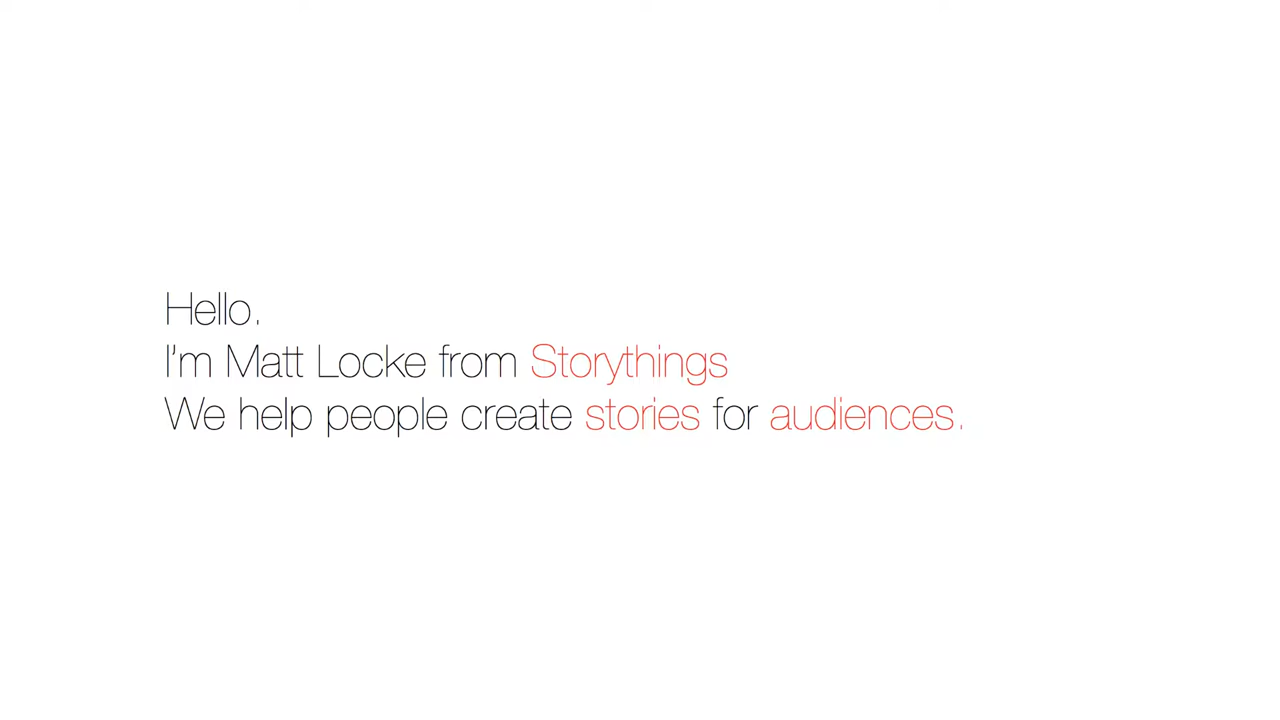 Hello.
I'm Matt Locke from Storythings
We help people create stories for audiences.